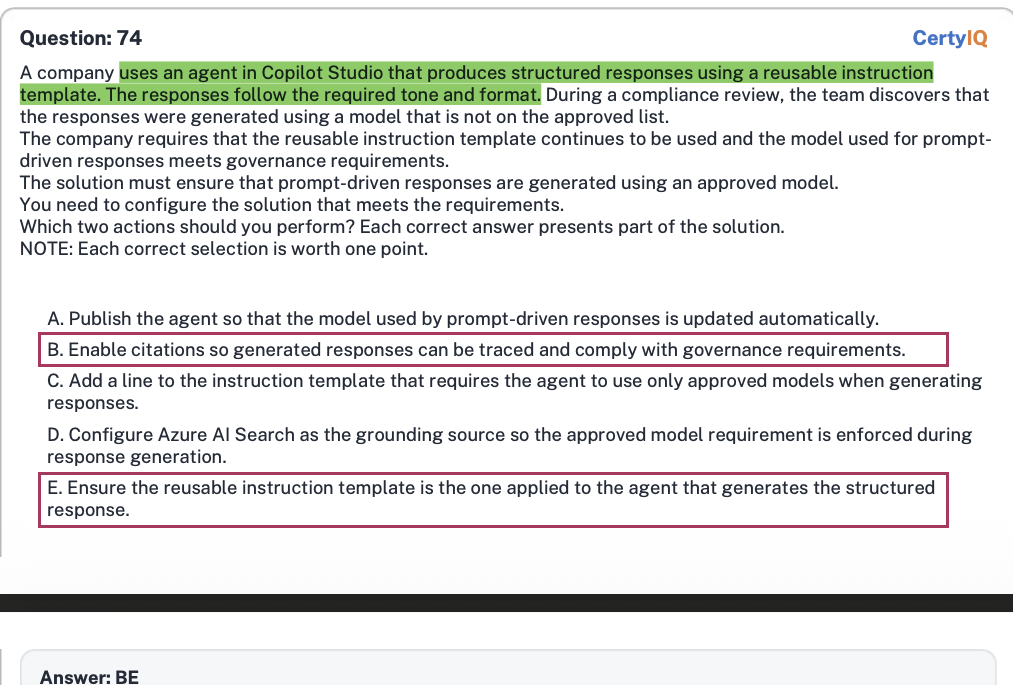 Question: 74
CertyIQ
A company uses an agent in Copilot Studio that produces structured responses using a reusable instruction
template. The responses follow the required tone and format. During a compliance review, the team discovers that
the responses were generated using a model that is not on the approved list.
The company requires that the reusable instruction template continues to be used and the model used for prompt-
driven responses meets governance requirements.
The solution must ensure that prompt-driven responses are generated using an approved model.
You need to configure the solution that meets the requirements.
Which two actions should you perform? Each correct answer presents part of the solution.
NOTE: Each correct selection is worth one point.
A. Publish the agent so that the model used by prompt-driven responses is updated automatically.
B. Enable citations so generated responses can be traced and comply with governance requirements.
C. Add a line to the instruction template that requires the agent to use only approved models when generating
responses.
D. Configure Azure AI Search as the grounding source so the approved model requirement is enforced during
response generation.
E. Ensure the reusable instruction template is the one applied to the agent that generates the structured
response.
Answer: BE